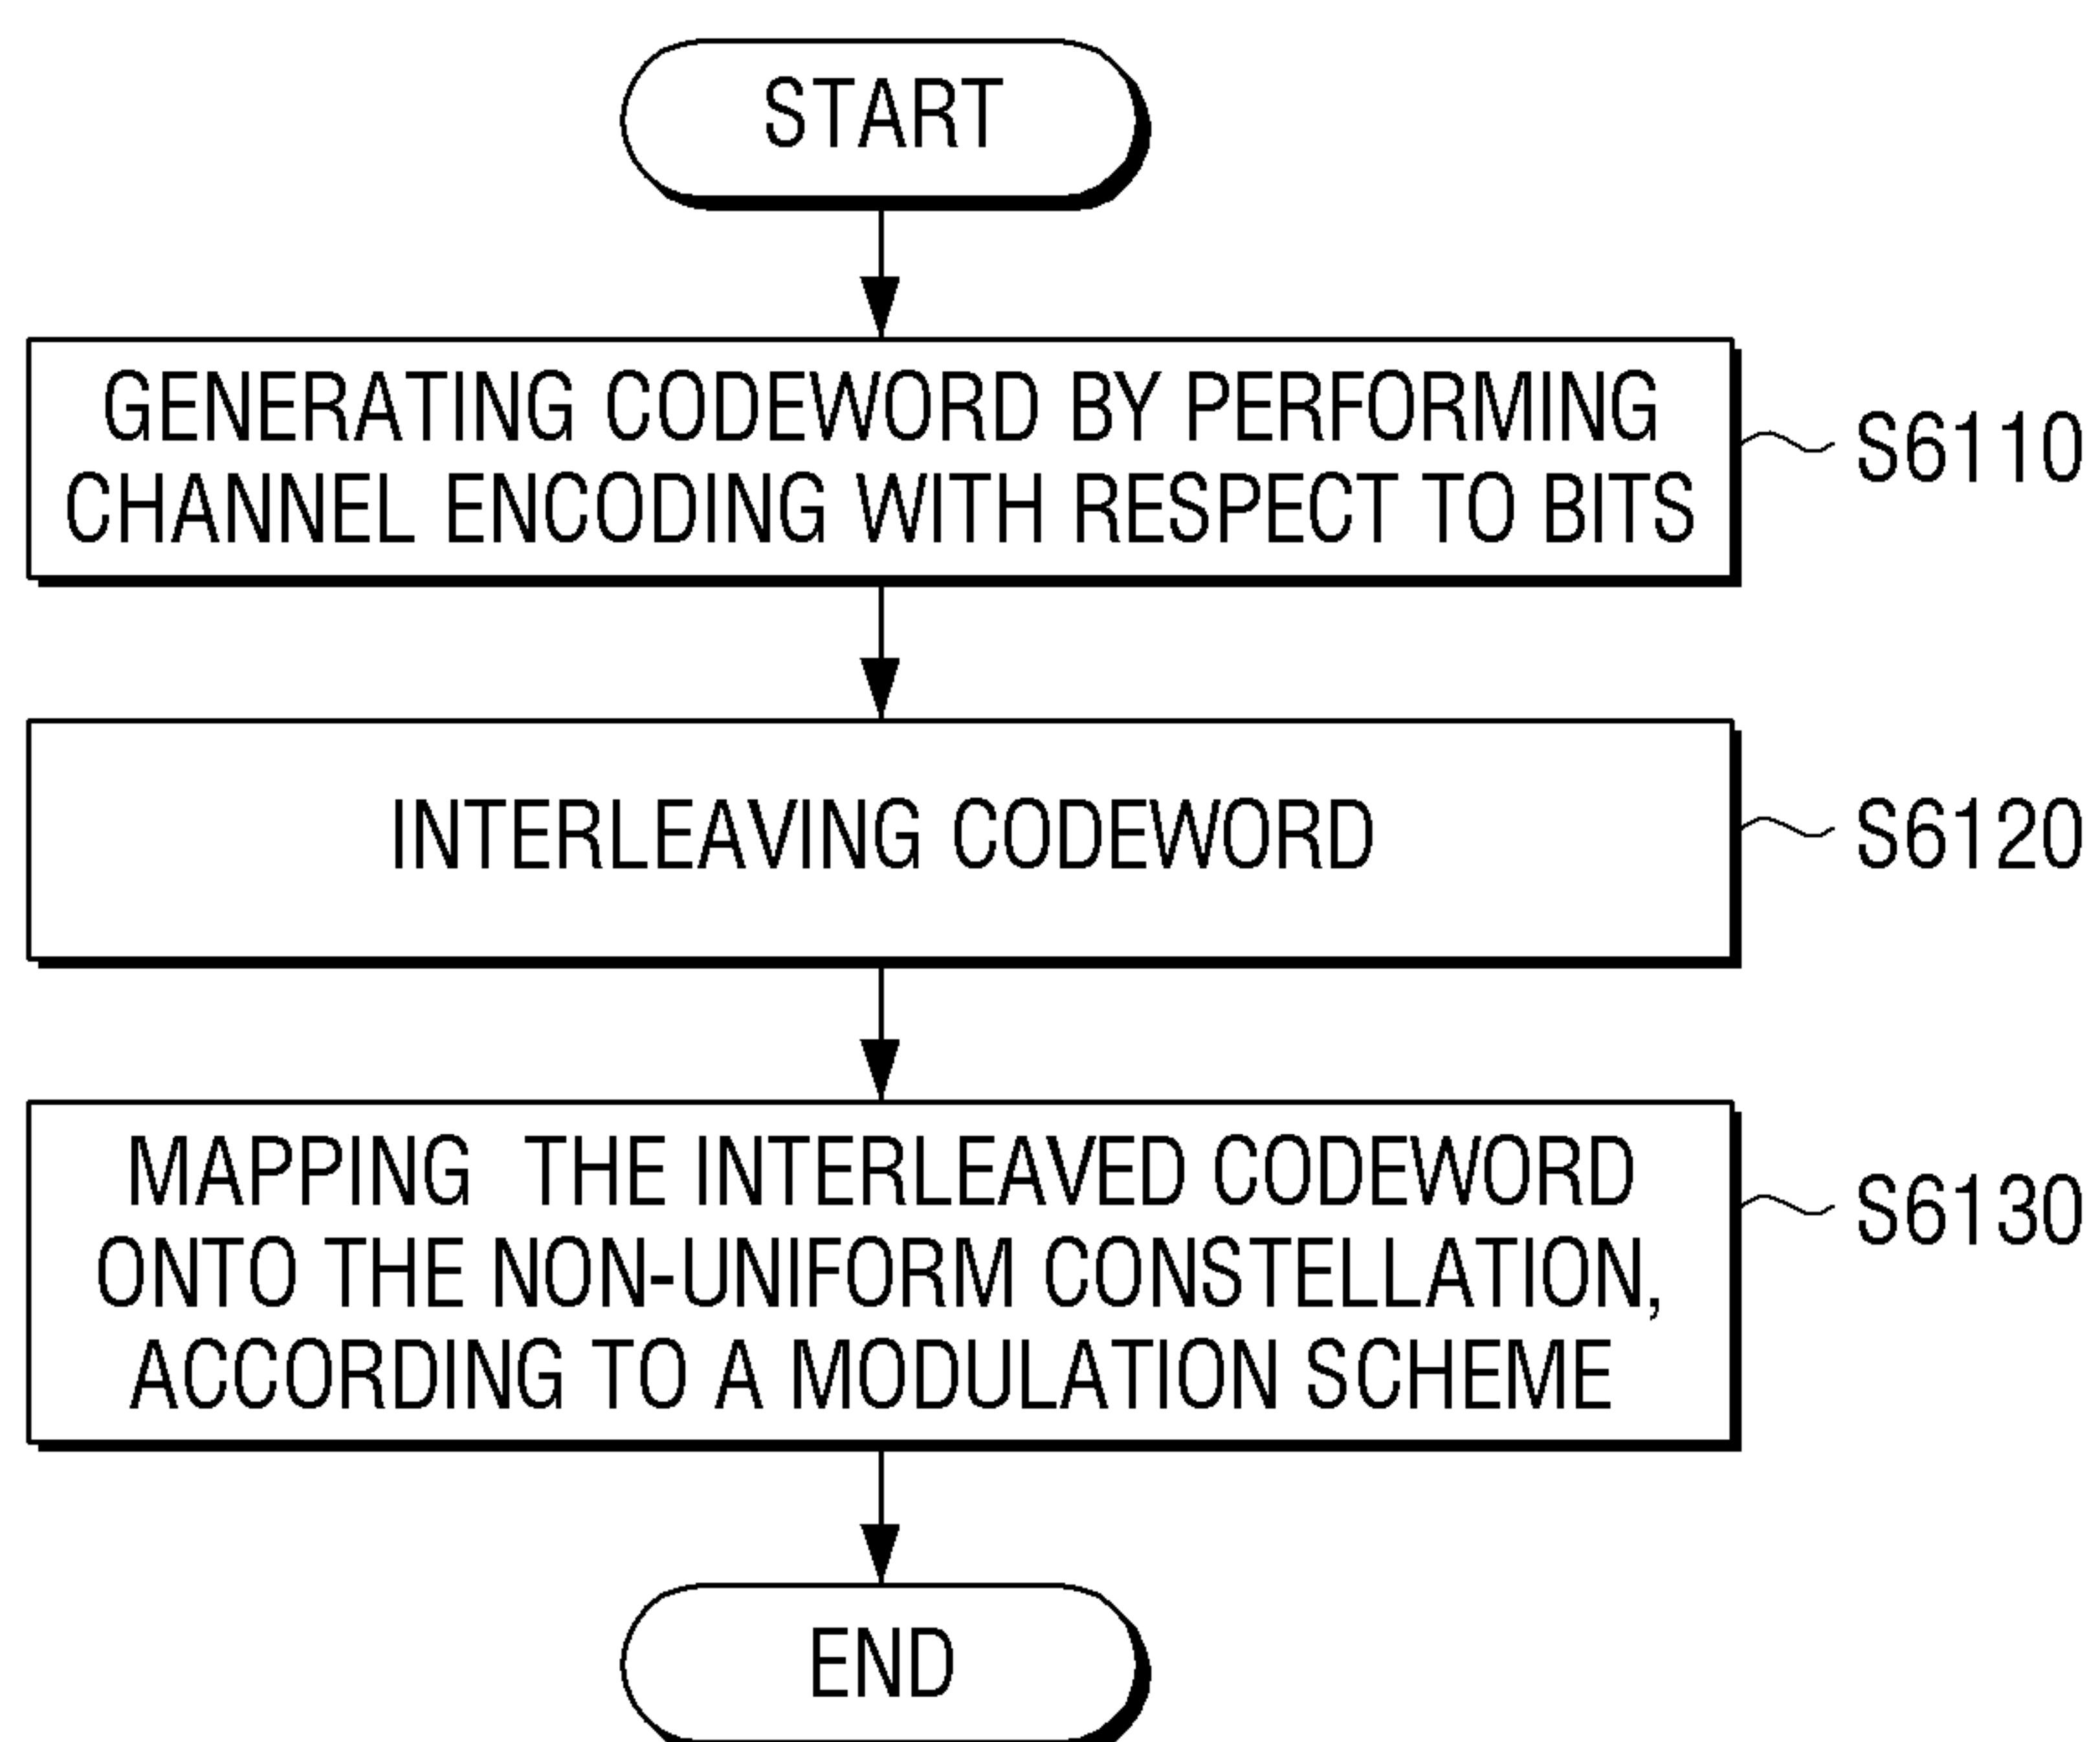 START
GENERATING CODEWORD BY PERFORMING
CHANNEL ENCODING WITH RESPECT TO BITS
S6110
INTERLEAVING CODEWORD
S6120
MAPPING THE INTERLEAVED CODEWORD
ONTO THE NON-UNIFORM CONSTELLATION,
ACCORDING TO A MODULATION SCHEME
S6130
END